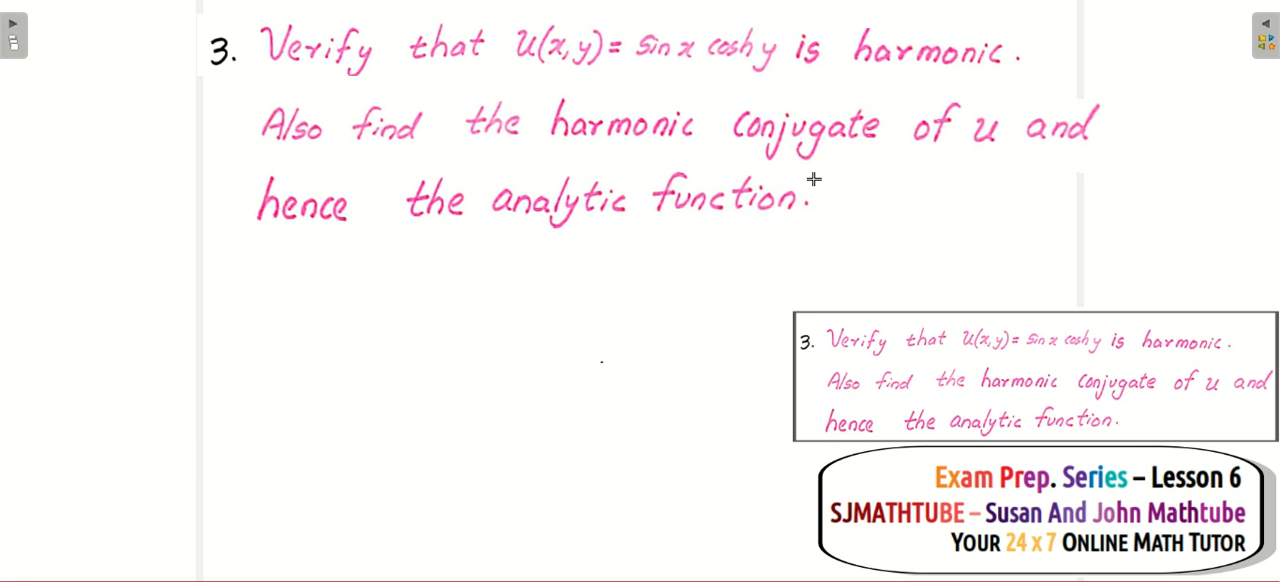 3. Verify that u(x,y)= sin x cosh y is harmonic.
Also find the harmonic conjugate of u and
hence the analytic function.
3. Verify that u(x,y)= sin x cosh y is harmonic.
Also find the harmonic conjugate of u and
hence the analytic function.
Exam Prep. Series – Lesson 6
SJMATHTUBE – Susan And John Mathtube
YOUR 24 x 7 ONLINE MATH TUTOR